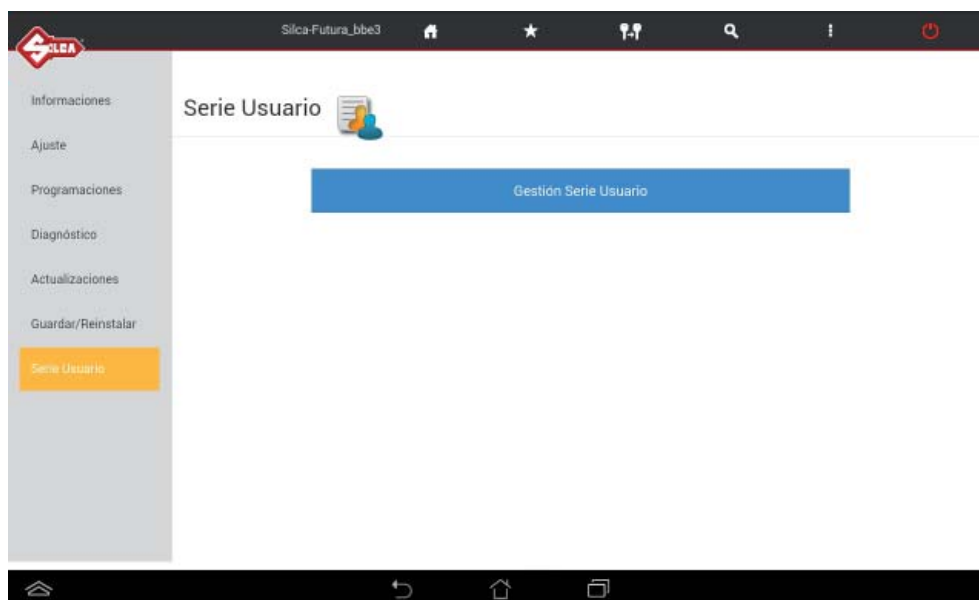 Silca-Futura_bbe3
SILCA
Informaciones
Serie Usuario
Ajuste
Gestión Serie Usuario
Programaciones
Diagnóstico
Actualizaciones
Guardar/Reinstalar
Serie Usuario